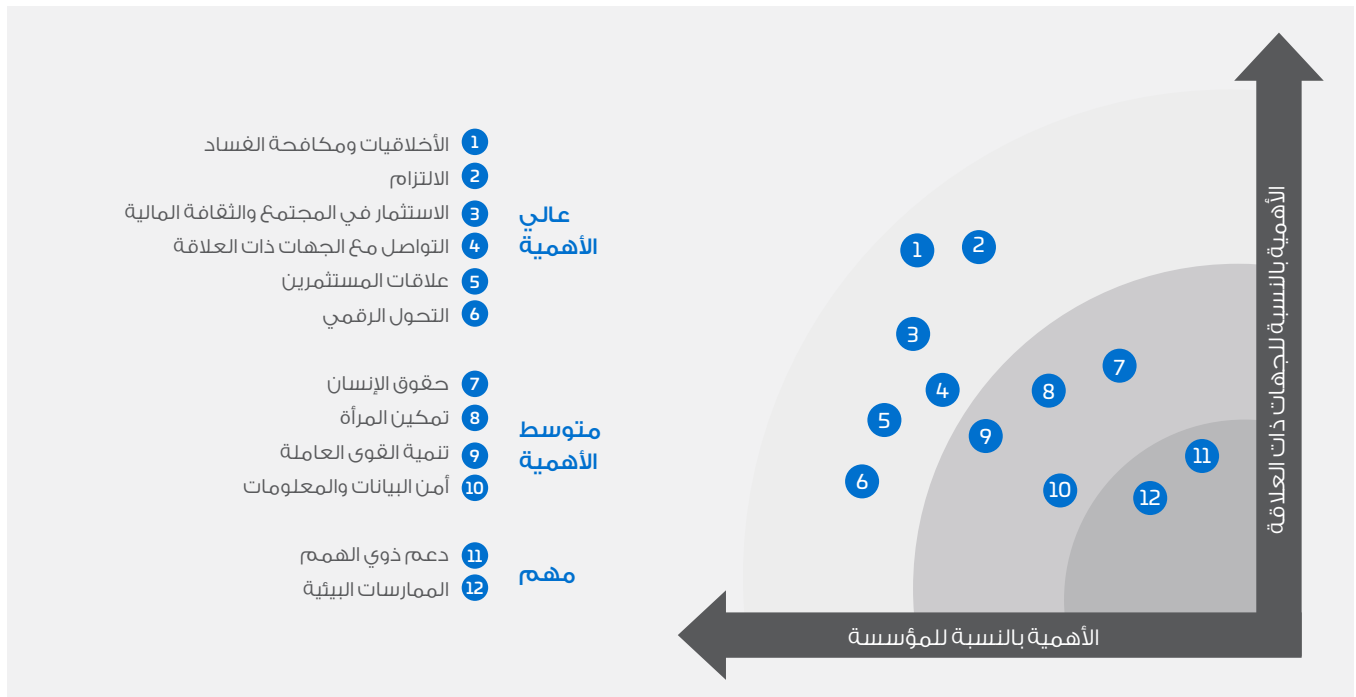 عالي
الأهمية
1 الأخلاقيات ومكافحة الفساد
2 الالتزام
3 الاستثمار في المجتمع والثقافة المالية
4 التواصل مع الجهات ذات العلاقة
5 علاقات المستثمرين
6 التحول الرقمي
متوسط
الأهمية
7 حقوق الإنسان
8 تمكين المرأة
9 تنمية القوى العاملة
10 أمن البيانات والمعلومات
مهم
11 دعم ذوي الهمم
12 الممارسات البيئية
الأهمية بالنسبة للجهات ذات العلاقة
2
1
3
7
8
4
5
9
11
6
10
12
الأهمية بالنسبة للمؤسسة